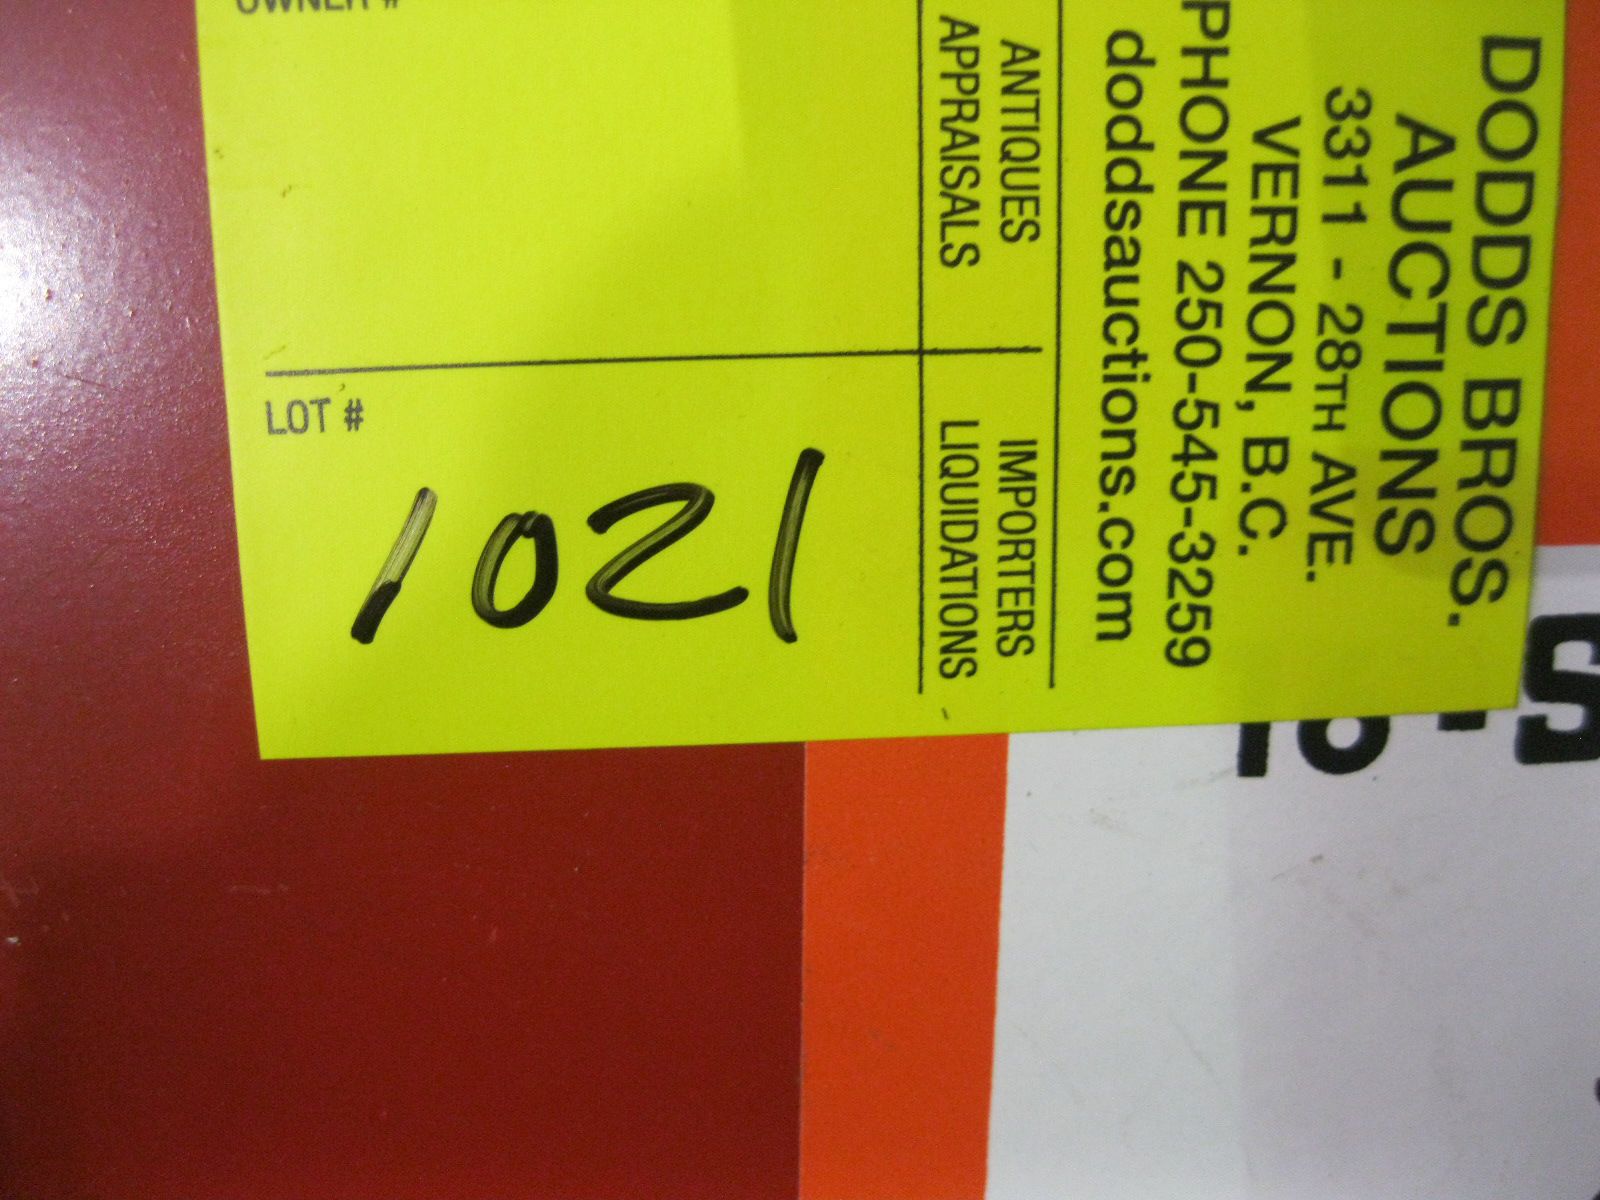 DODDS BROS.
AUCTIONS
3311 - 28TH AVE.
VERNON, B.C.
PHONE 250-545-3259
doddsauctions.com
ANTIQUES IMPORTERS
APPRAISALS LIQUIDATIONS
OWNER #
LOT #
1021